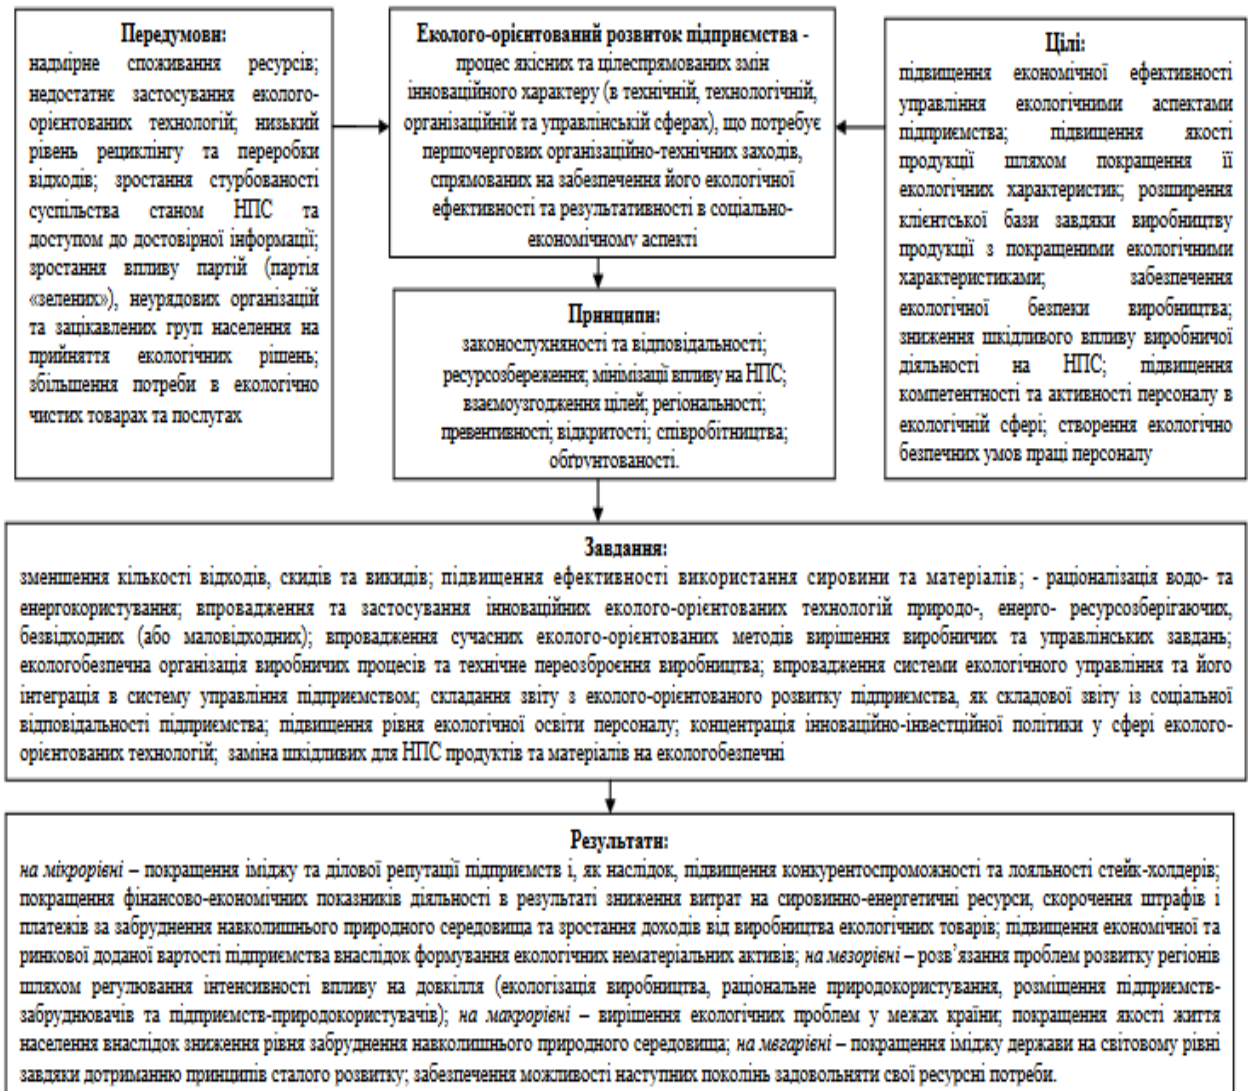 Передумови:
надмірне споживання ресурсів;
недостатнє застосування еколого-
орієнтованих технологій; низький
рівень рециклінгу та переробки
відходів; зростання стурбованості
суспільства станом НПС та
доступом до достовірної інформації;
зростання впливу партій (партія
«зелених»), неурядових організацій
та зацікавлених груп населення на
прийняття екологічних рішень;
збільшення потреби в екологічно
чистих товарах та послугах
Еколого-орієнтований розвиток підприємства -
процес якісних та цілеспрямованих змін
інноваційного характеру (в технічній, технологічній,
організаційній та управлінській сферах), що потребує
першочергових організаційно-технічних заходів,
спрямованих на забезпечення його екологічної
ефективності та результативності в соціально-
економічному аспекті
Цілі:
підвищення економічної ефективності
управління екологічними аспектами
підприємства; підвищення якості
продукції шляхом покращення її
екологічних характеристик; розширення
клієнтської бази завдяки виробництву
продукції з покращеними екологічними
характеристиками; забезпечення
екологічної безпеки виробництва;
зниження шкідливого впливу виробничої
діяльності на НПС; підвищення
компетентності та активності персоналу в
екологічній сфері; створення екологічно
безпечних умов праці персоналу
Принципи:
законослухняності та відповідальності;
ресурсозбереження; мінімізації впливу на НПС;
взаємоузгодження цілей; регіональності;
превентивності; відкритості; співробітництва;
обґрунтованості.
Завдання:
зменшення кількості відходів, скидів та викидів; підвищення ефективності використання сировини та матеріалів; - раціоналізація водо- та
енергокористування; впровадження та застосування інноваційних еколого-орієнтованих технологій природо-, енерго- ресурсозберігаючих,
безвідходних (або маловідходних); впровадження сучасних еколого-орієнтованих методів вирішення виробничих та управлінських завдань;
екологобезпечна організація виробничих процесів та технічне переозброєння виробництва; впровадження системи екологічного управління та його
інтеграція в систему управління підприємством; складання звіту з еколого-орієнтованого розвитку підприємства, як складової звіту із соціальної
відповідальності підприємства; підвищення рівня екологічної освіти персоналу; концентрація інноваційно-інвестційної політики у сфері еколого-
орієнтованих технологій; заміна шкідливих для НПС продуктів та матеріалів на екологобезпечні
Результати:
на мікрорівні – покращення іміджу та ділової репутації підприємств і, як наслідок, підвищення конкурентоспроможності та лояльності стейк-холдерів;
покращення фінансово-економічних показників діяльності в результаті зниження витрат на сировинно-енергетичні ресурси, скорочення штрафів і
платежів за забруднення навколишнього природного середовища та зростання доходів від виробництва екологічних товарів; підвищення економічної та
ринкової доданої вартості підприємства внаслідок формування екологічних нематеріальних активів; на мезорівні – розв’язання проблем розвитку регіонів
шляхом регулювання інтенсивності впливу на довкілля (екологізація виробництва, раціональне природокористування, розміщення підприємств-
забруднювачів та підприємств-природокористувачів); на макрорівні – вирішення екологічних проблем у межах країни; покращення якості життя
населення внаслідок зниження рівня забруднення навколишнього природного середовища; на мегарівні – покращення іміджу держави на світовому рівні
завдяки дотриманню принципів сталого розвитку; забезпечення можливості наступних поколінь задовольняти свої ресурсні потреби.